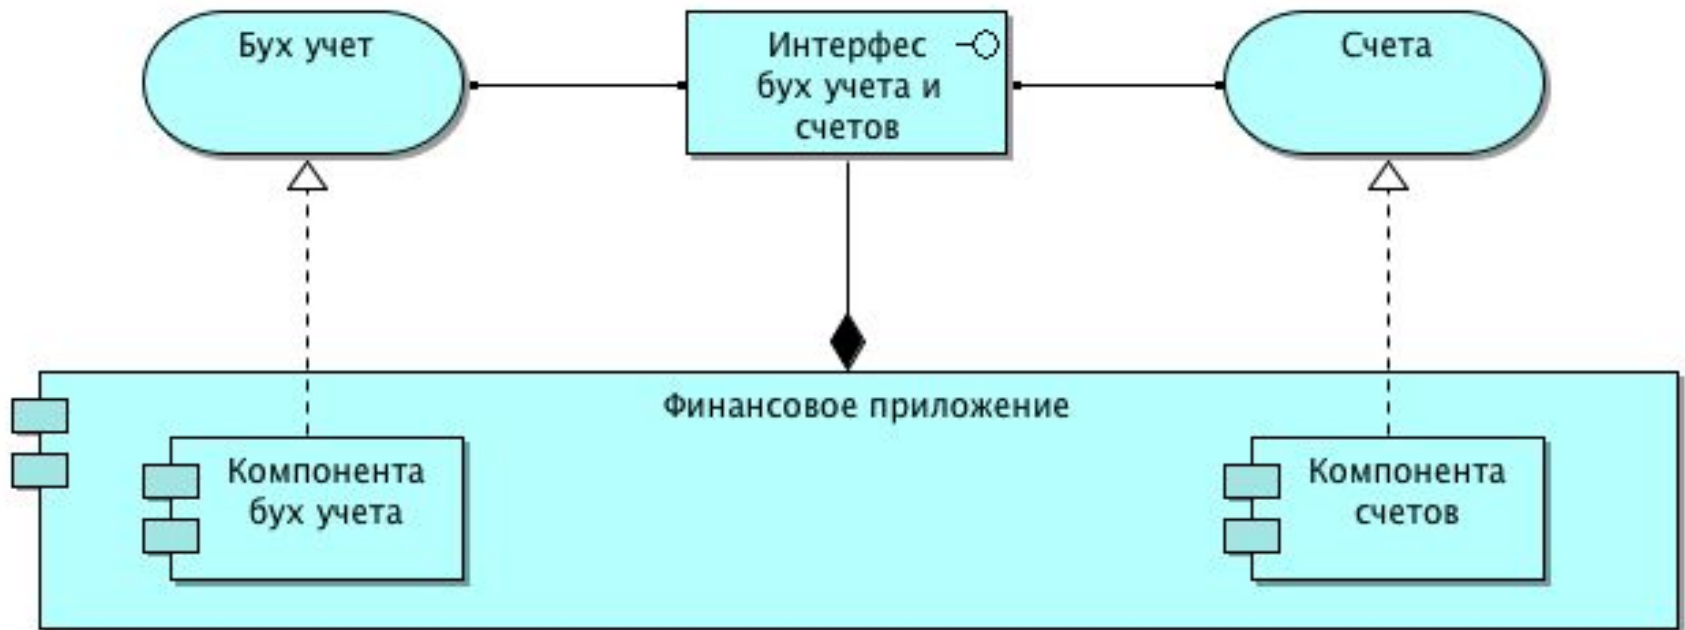 Бух учет
Интерфес
бух учета и
счетов
Счета
Финансовое приложение
Компонента
бух учета
Компонента
счетов